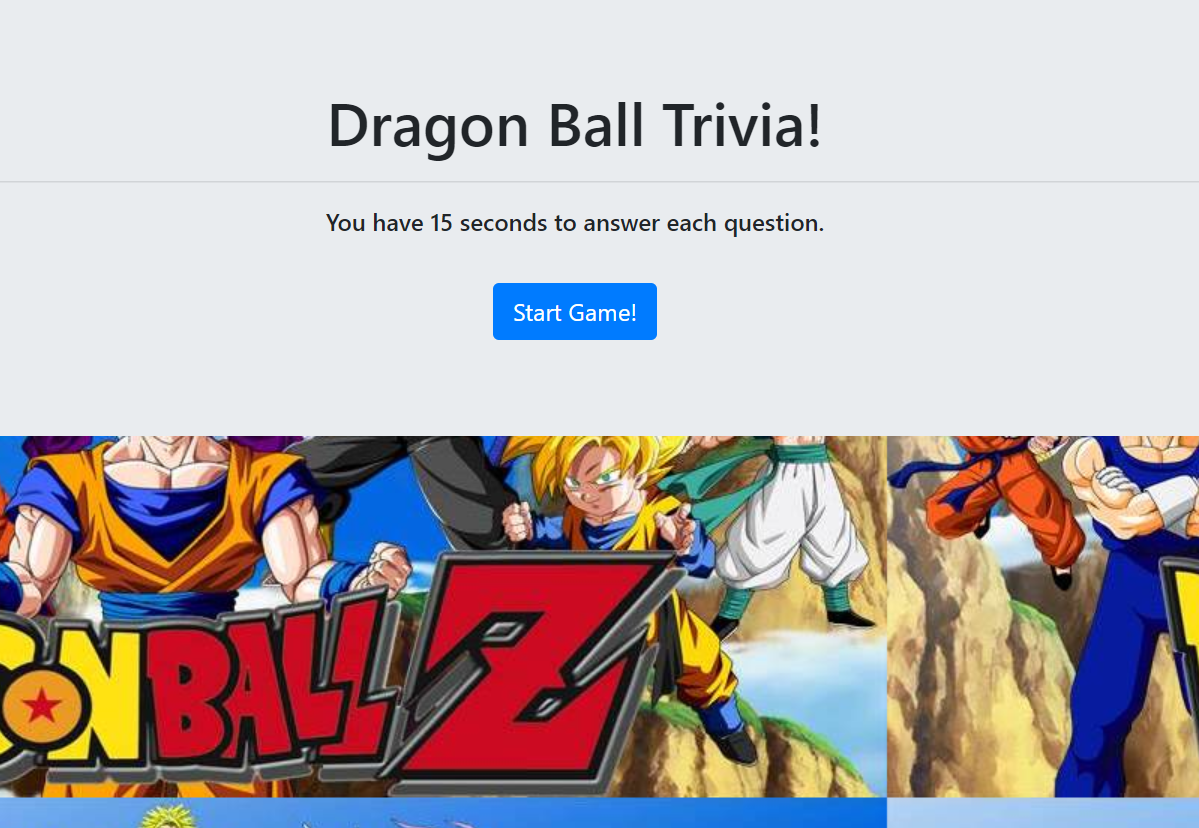 Dragon Ball Trivia!
You have 15 seconds to answer each question.
Start Game!
ON BALL Z